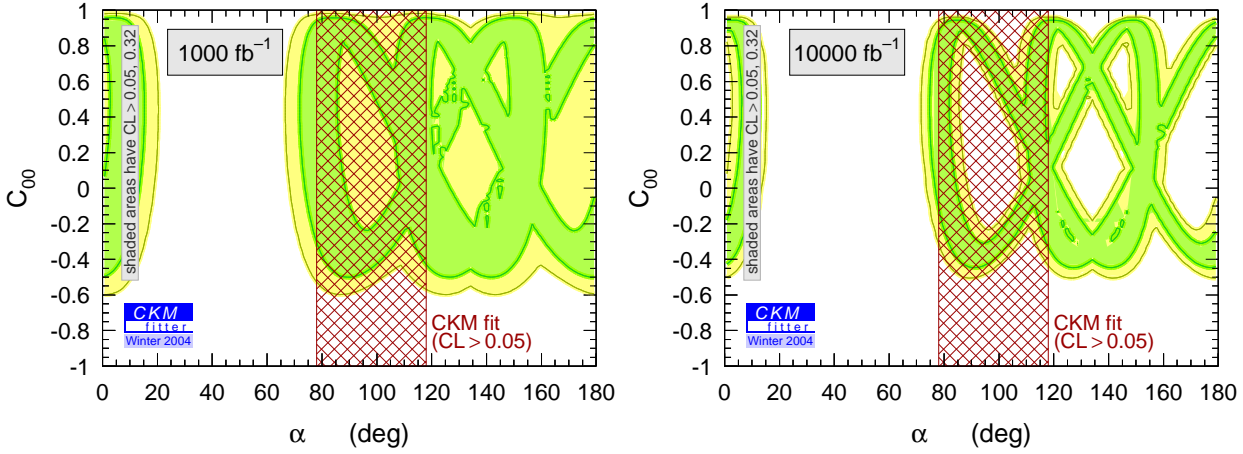 1
0.8
0.6
0.4
0.2
0
-0.2
-0.4
-0.6
-0.8
-1
C00
shaded areas have CL > 0.05, 0.32
1000 fb⁻¹
CKM
fitter
Winter 2004
CKM fit
(CL > 0.05)
0 20 40 60 80 100 120 140 160 180
α (deg)
1
0.8
0.6
0.4
0.2
0
-0.2
-0.4
-0.6
-0.8
-1
C00
shaded areas have CL > 0.05, 0.32
10000 fb⁻¹
CKM
fitter
Winter 2004
CKM fit
(CL > 0.05)
0 20 40 60 80 100 120 140 160 180
α (deg)